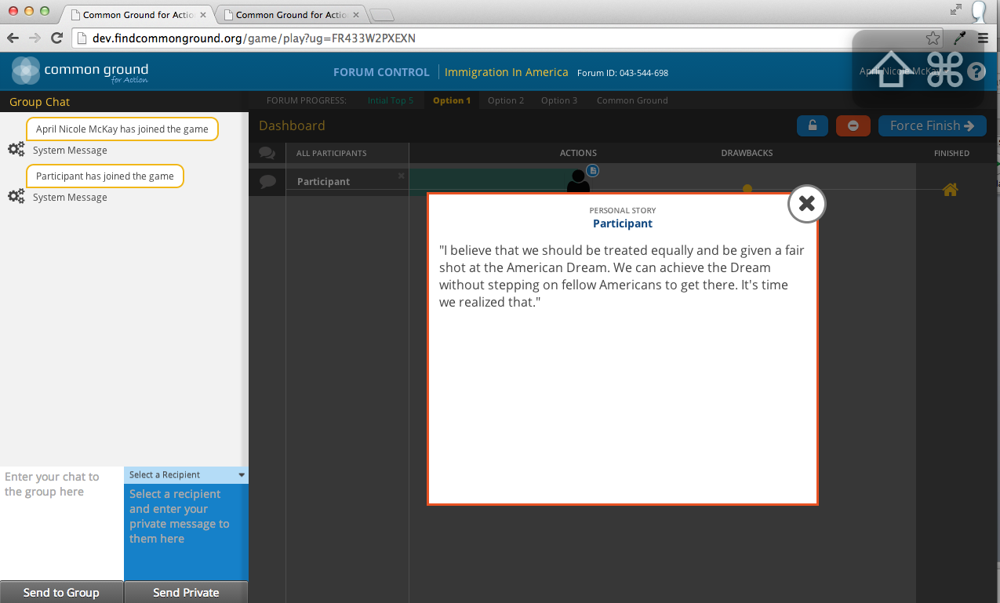 Common Ground for Actio
Common Ground for Actio
dev.findcommonground.org/game/play?ug=FR433W2PXEXN
common ground
for Action
FORUM CONTROL
Immigration In America
Forum ID: 043-544-698
April Nicole McKay
?
Group Chat
FORUM PROGRESS:
Intial Top 5
Option 1
Option 2
Option 3
Common Ground
Dashboard
Force Finish
ALL PARTICIPANTS
ACTIONS
DRAWBACKS
FINISHED
Participant
April Nicole McKay has joined the game
System Message
Participant has joined the game
System Message
PERSONAL STORY
Participant
"I believe that we should be treated equally and be given a fair
shot at the American Dream. We can achieve the Dream
without stepping on fellow Americans to get there. It's time
we realized that."
Enter your chat to
the group here
Select a Recipient
Select a recipient
and enter your
private message to
them here
Send to Group
Send Private